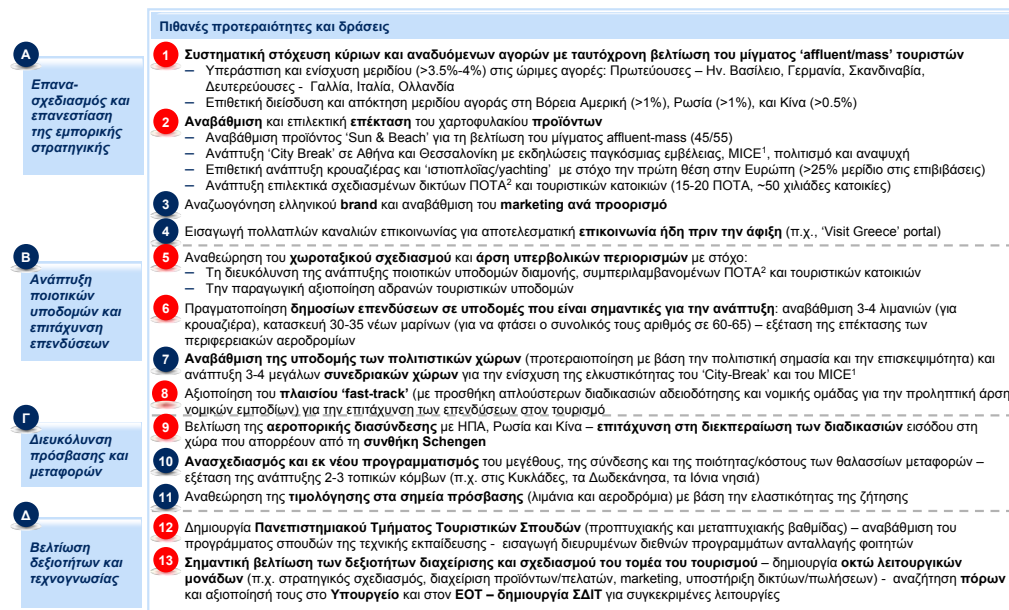 Πιθανές προτεραιότητες και δράσεις
Α
Επανα-
σχεδιασμός και
επανεστίαση
της εμπορικής
στρατηγικής
1 Συστηματική στόχευση κύριων και αναδυόμενων αγορών με ταυτόχρονη βελτίωση του μίγματος ‘affluent/mass’ τουριστών
– Υπεράσπιση και ενίσχυση μεριδίου (>3.5%-4%) στις ώριμες αγορές: Πρωτεύουσες – Ην. Βασίλειο, Γερμανία, Σκανδιναβία,
Δευτερεύουσες - Γαλλία, Ιταλία, Ολλανδία
– Επιθετική διείσδυση και απόκτηση μεριδίου αγοράς στη Βόρεια Αμερική (>1%), Ρωσία (>1%), και Κίνα (>0.5%)
2 Αναβάθμιση και επιλεκτική επέκταση του χαρτοφυλακίου προϊόντων
– Αναβάθμιση προϊόντος ‘Sun & Beach’ για τη βελτίωση του μίγματος affluent-mass (45/55)
– Ανάπτυξη ‘City Break’ σε Αθήνα και Θεσσαλονίκη με εκδηλώσεις παγκόσμιας εμβέλειας, MICE1, πολιτισμό και αναψυχή
– Επιθετική ανάπτυξη κρουαζιέρας και ‘ιστιοπλοΐας/yachting’ με στόχο την πρώτη θέση στην Ευρώπη (>25% μερίδιο στις επιβιβάσεις)
– Ανάπτυξη επιλεκτικά σχεδιασμένων δικτύων ΠΟΤΑ2 και τουριστικών κατοικιών (15-20 ΠΟΤΑ, ~50 χιλιάδες κατοικίες)
3 Αναζωογόνηση ελληνικού brand και αναβάθμιση του marketing ανά προορισμό
4 Εισαγωγή πολλαπλών καναλιών επικοινωνίας για αποτελεσματική επικοινωνία ήδη πριν την άφιξη (π.χ., ‘Visit Greece’ portal)
Β
Ανάπτυξη
ποιοτικών
υποδομών και
επιτάχυνση
επενδύσεων
5 Αναθεώρηση του χωροταξικού σχεδιασμού και άρση υπερβολικών περιορισμών με στόχο:
– Τη διευκόλυνση της ανάπτυξης ποιοτικών υποδομών διαμονής, συμπεριλαμβανομένων ΠΟΤΑ2 και τουριστικών κατοικιών
– Την παραγωγική αξιοποίηση αδρανών τουριστικών υποδομών
6 Πραγματοποίηση δημοσίων επενδύσεων σε υποδομές που είναι σημαντικές για την ανάπτυξη: αναβάθμιση 3-4 λιμανιών (για
κρουαζιέρα), κατασκευή 30-35 νέων μαρίνων (για να φτάσει ο συνολικός τους αριθμός σε 60-65) – εξέταση της επέκτασης των
περιφερειακών αεροδρομίων
7 Αναβάθμιση της υποδομής των πολιτιστικών χώρων (προτεραιοποίηση με βάση την πολιτιστική σημασία και την επισκεψιμότητα) και
ανάπτυξη 3-4 μεγάλων συνεδριακών χώρων για την ενίσχυση της ελκυστικότητας του ‘City-Break’ και του MICE1
8 Αξιοποίηση του πλαισίου ‘fast-track’ (με προσθήκη απλούστερων διαδικασιών αδειοδότησης και νομικής ομάδας για την προληπτική άρση
νομικών εμποδίων) για την επιτάχυνση των επενδύσεων στον τουρισμό
Γ
Διευκόλυνση
πρόσβασης και
μεταφορών
9 Βελτίωση της αεροπορικής διασύνδεσης με ΗΠΑ, Ρωσία και Κίνα – επιτάχυνση στη διεκπεραίωση των διαδικασιών εισόδου στη
χώρα που απορρέουν από τη συνθήκη Schengen
10 Ανασχεδιασμός και εκ νέου προγραμματισμός του μεγέθους, της σύνδεσης και της ποιότητας/κόστους των θαλασσίων μεταφορών –
εξέταση της ανάπτυξης 2-3 τοπικών κόμβων (π.χ. στις Κυκλάδες, τα Δωδεκάνησα, τα Ιόνια νησιά)
11 Αναθεώρηση της τιμολόγησης στα σημεία πρόσβασης (λιμάνια και αεροδρόμια) με βάση την ελαστικότητας της ζήτησης
Δ
Βελτίωση
δεξιοτήτων και
τεχνογνωσίας
12 Δημιουργία Πανεπιστημιακού Τμήματος Τουριστικών Σπουδών (προπτυχιακής και μεταπτυχιακής βαθμίδας) – αναβάθμιση του
προγράμματος σπουδών της τεχνικής εκπαίδευσης - εισαγωγή διευρυμένων διεθνών προγραμμάτων ανταλλαγής φοιτητών
13 Σημαντική βελτίωση των δεξιοτήτων διαχείρισης και σχεδιασμού του τομέα του τουρισμού – δημιουργία οκτώ λειτουργικών
μονάδων (π.χ. στρατηγικός σχεδιασμός, διαχείριση προϊόντων/πελατών, marketing, υποστήριξη δικτύων/πωλήσεων) - αναζήτηση πόρων
και αξιοποίησή τους στο Υπουργείο και στον ΕΟΤ – δημιουργία ΣΔΙΤ για συγκεκριμένες λειτουργίες